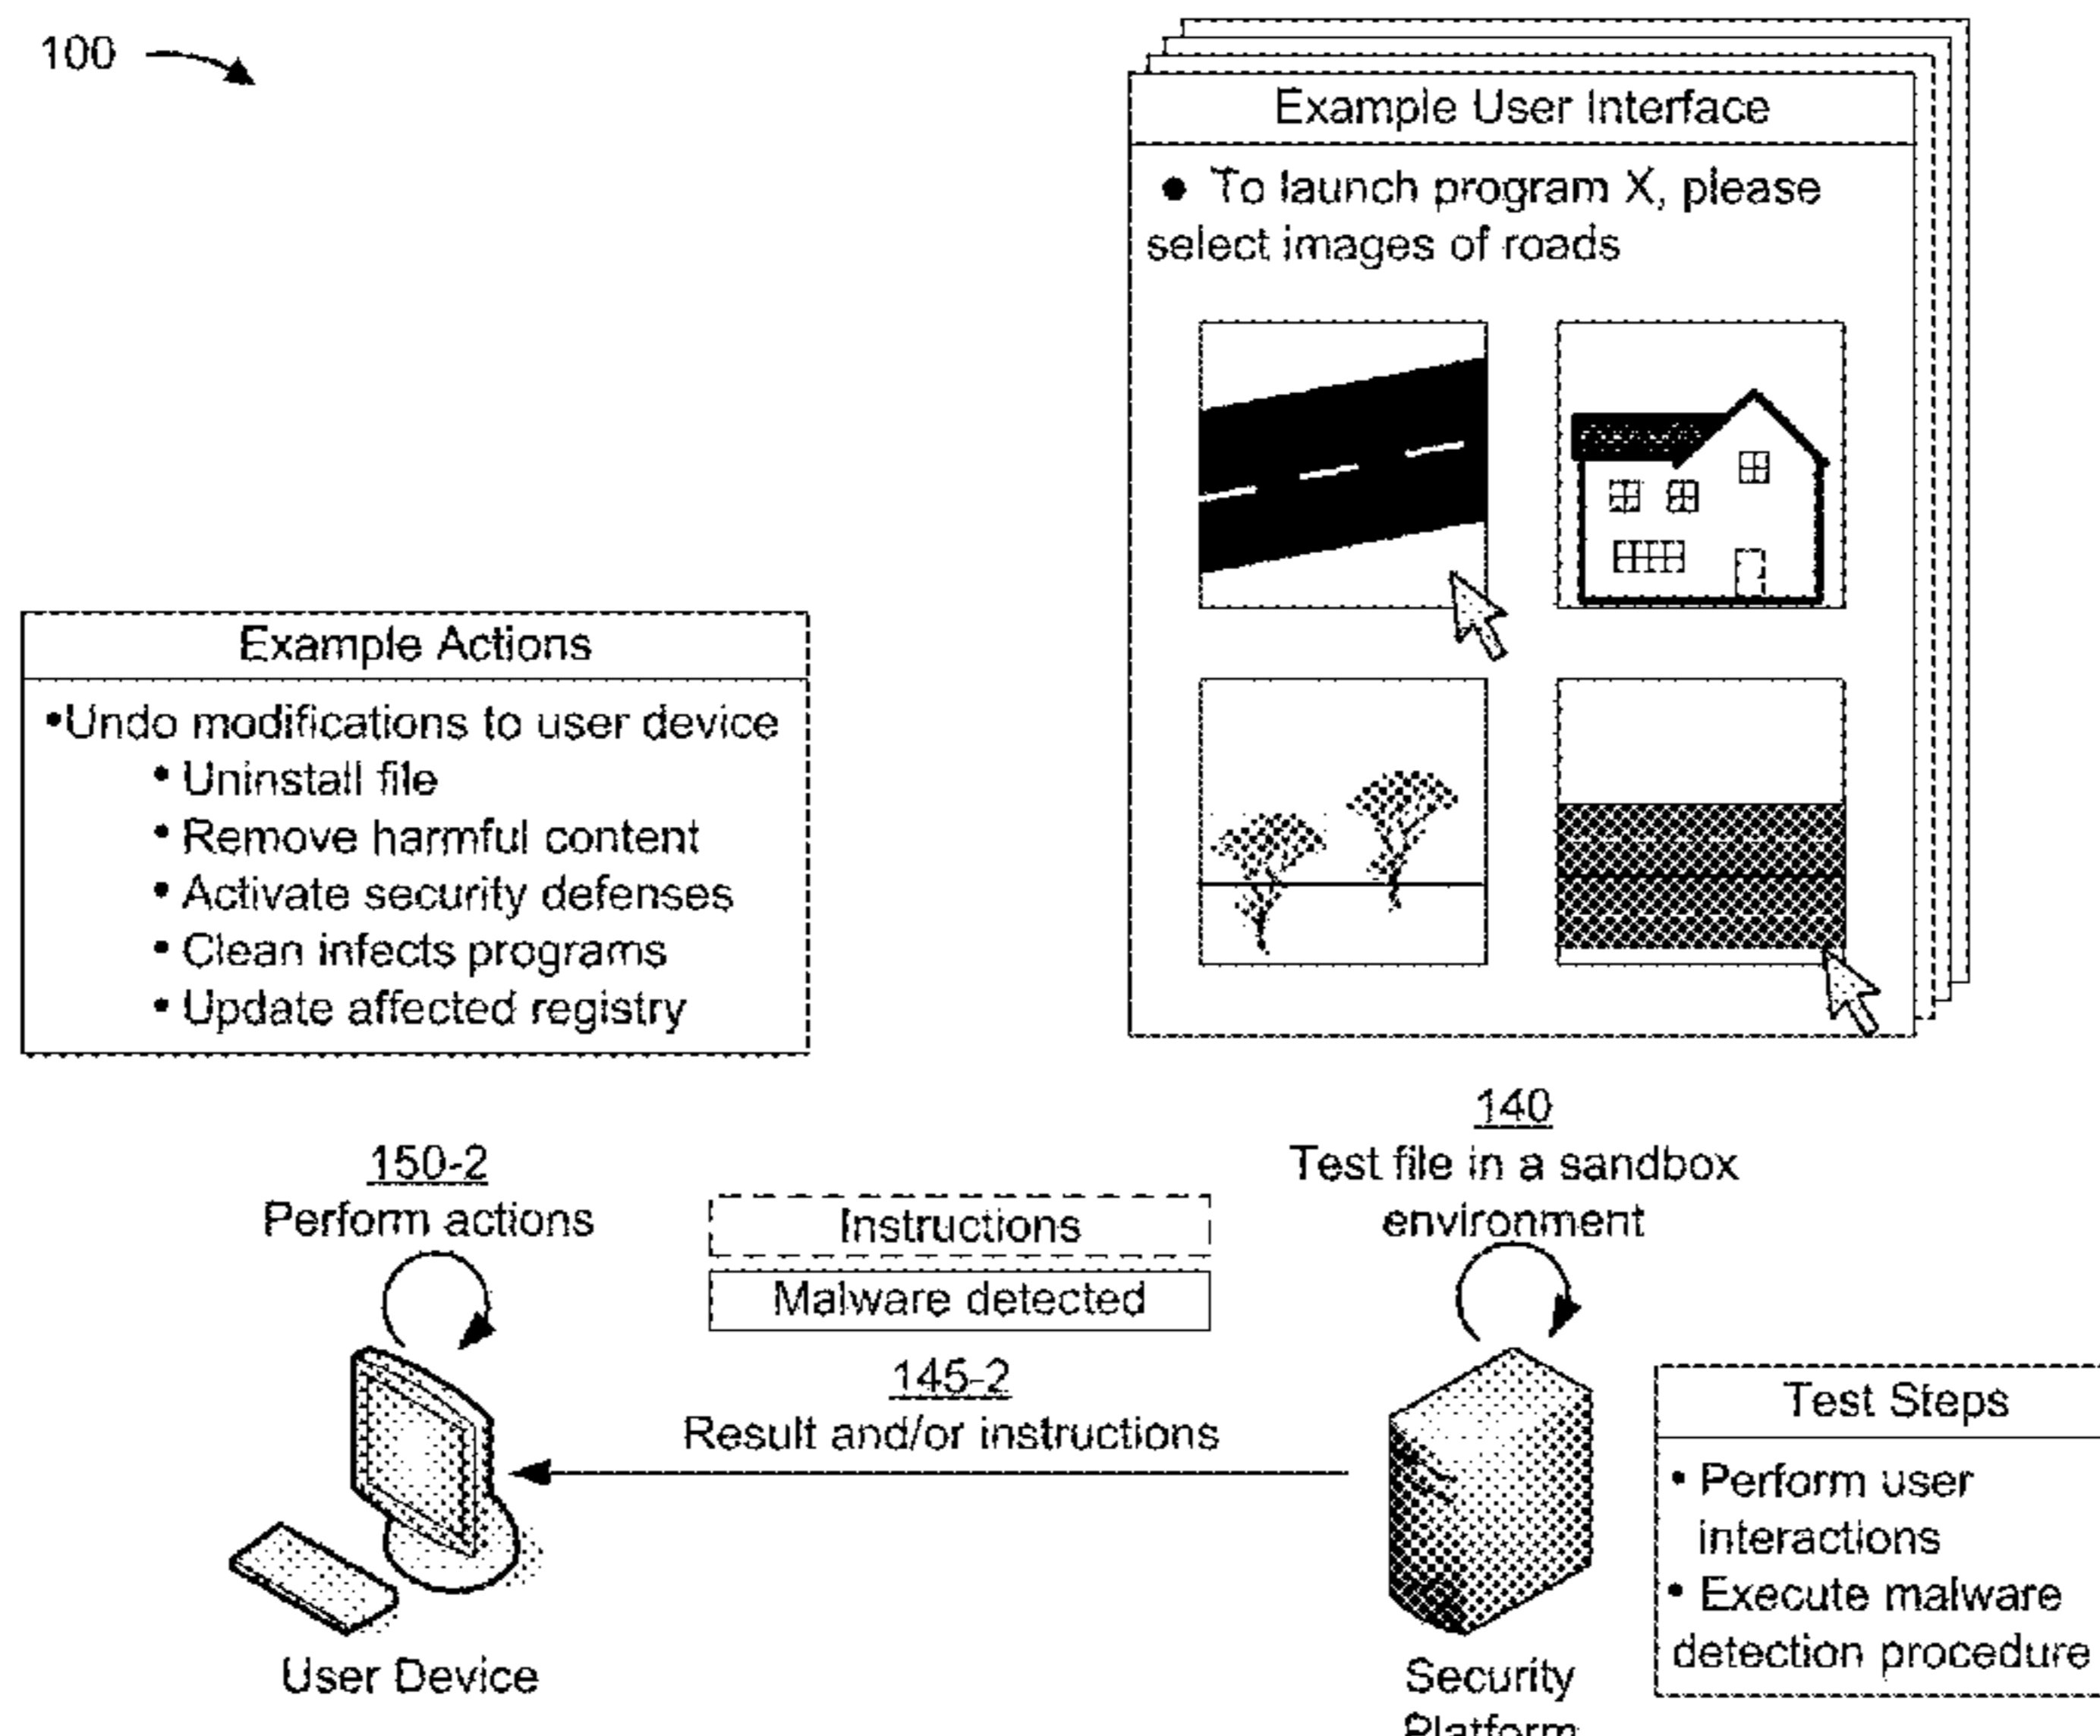 100
Example User Interface
● To launch program X, please
select images of roads
Example Actions
•Undo modifications to user device
• Uninstall file
• Remove harmful content
• Activate security defenses
• Clean infects programs
• Update affected registry
150-2
Perform actions
Instructions
Malware detected
145-2
Result and/or instructions
140
Test file in a sandbox
environment
Test Steps
• Perform user
interactions
• Execute malware
detection procedure
User Device
Security
Platform